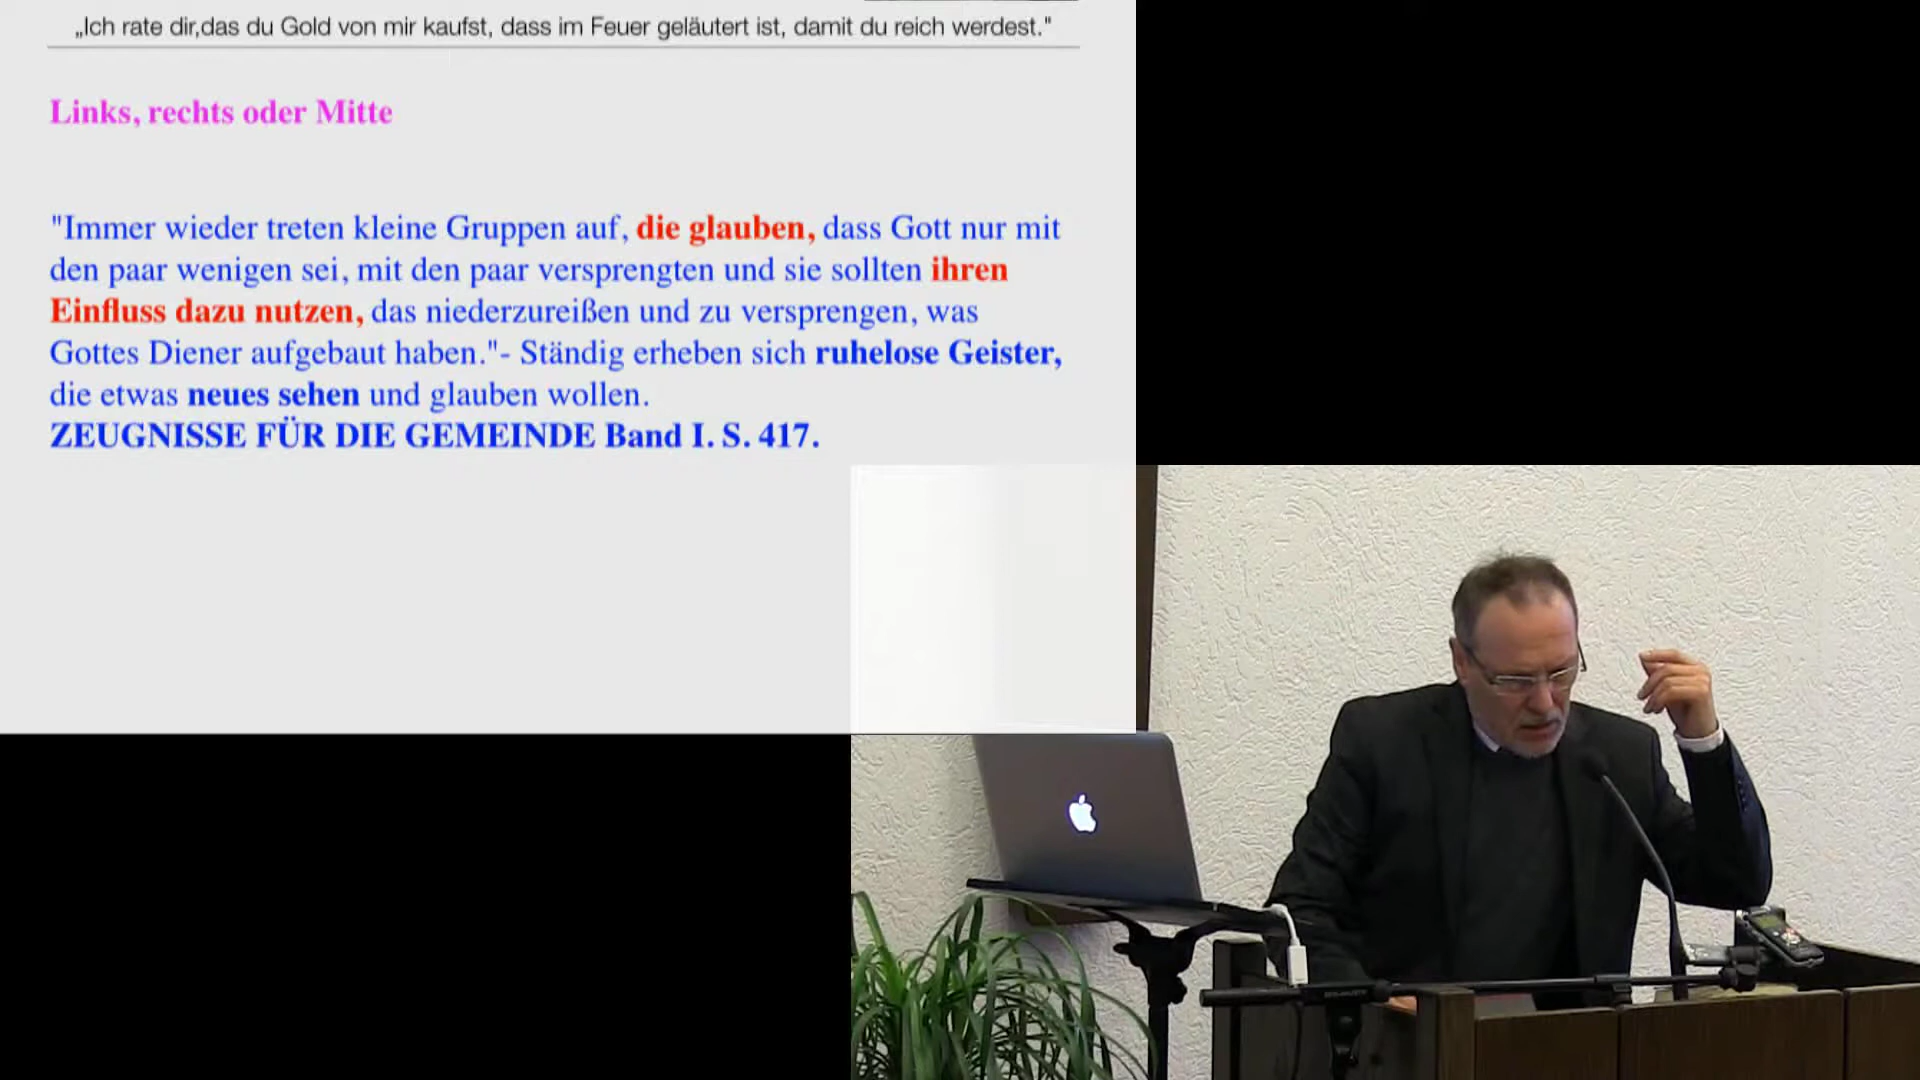 „Ich rate dir,das du Gold von mir kaufst, dass im Feuer geläutert ist, damit du reich werdest."
Links, rechts oder Mitte
"Immer wieder treten kleine Gruppen auf, die glauben, dass Gott nur mit
den paar wenigen sei, mit den paar versprengten und sie sollten ihren
Einfluss dazu nutzen, das niederzureißen und zu versprengen, was
Gottes Diener aufgebaut haben."- Ständig erheben sich ruhelose Geister,
die etwas neues sehen und glauben wollen.
ZEUGNISSE FÜR DIE GEMEINDE Band I. S. 417.